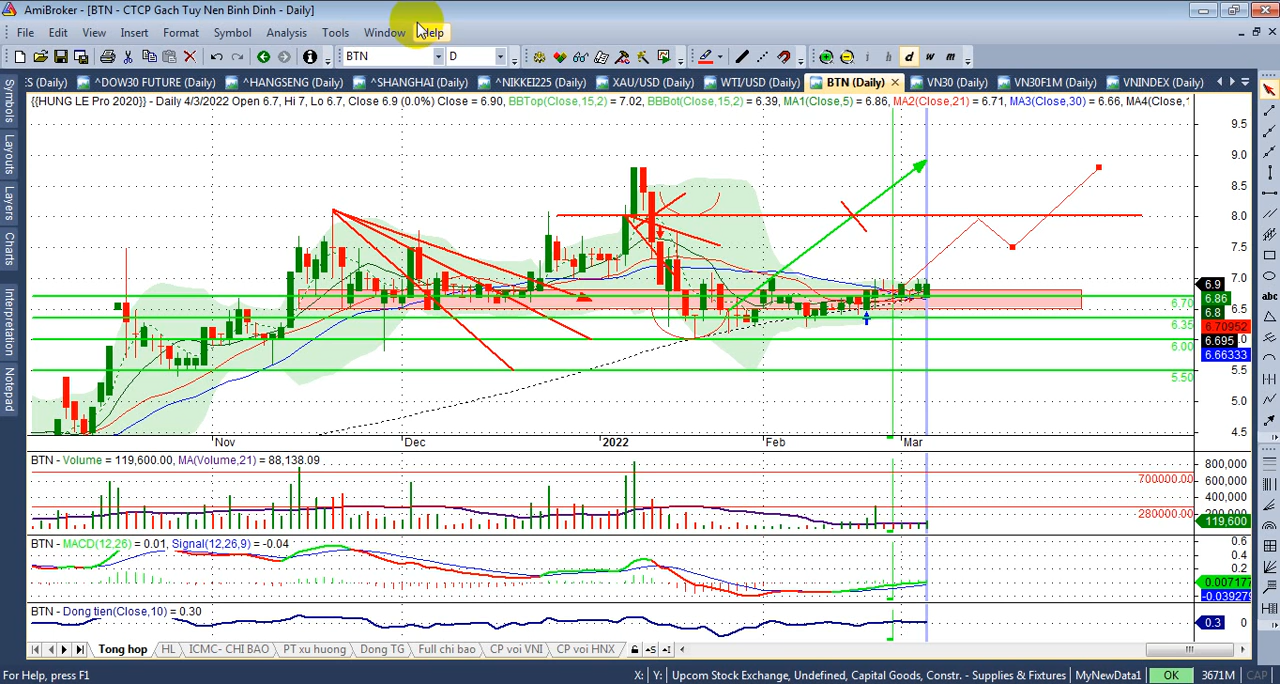 AmiBroker - [BTN - CTCP Gach Tuy Nen Binh Dinh - Daily]
File Edit View Insert Format Symbol Analysis Tools Window Help
BTN D i h d w m
S (Daily) ^DOW30 FUTURE (Daily) ^HANGSENG (Daily) ^SHANGHAI (Daily) ^NIKKEI225 (Daily) XAU/USD (Daily) WTI/USD (Daily) BTN (Daily) VN30 (Daily) VN30F1M (Daily) VNINDEX (Daily)
Symbols
Layouts
Layers
Charts
Interpretation
Notepad
{{HUNG LE Pro 2020}} - Daily 4/3/2022 Open 6.7, Hi 7, Lo 6.7, Close 6.9 (0.0%) Close = 6.90, BBTop(Close,15,2) = 7.02, BBBot(Close,15,2) = 6.39, MA1(Close,5) = 6.86, MA2(Close,21) = 6.71, MA3(Close,30) = 6.66, MA4(Close,
9.5
9.0
8.5
8.0
7.5
7.0
6.9
6.86
6.8
6.70
6.70952
6.5
6.35
6.695
6.00
6.66333
5.50
5.5
5.0
4.5
Nov Dec 2022 Feb Mar
BTN - Volume = 119,600.00, MA(Volume,21) = 88,138.09
800,000
700000.00
600,000
400,000
280000.00
119,600
BTN - MACD(12,26) = 0.01, Signal(12,26,9) = -0.04
0.6
0.4
0.2
0.007177
-0.039279
BTN - Dong tien(Close,10) = 0.30
0.3 0
Tong hop HL ICMC- CHI BAO PT xu huong Dong TG Full chi bao CP voi VNI CP voi HNX
For Help, press F1 X: Y: Upcom Stock Exchange, Undefined, Capital Goods, Constr. - Supplies & Fixtures MyNewData1 OK 3671M CAP
abc